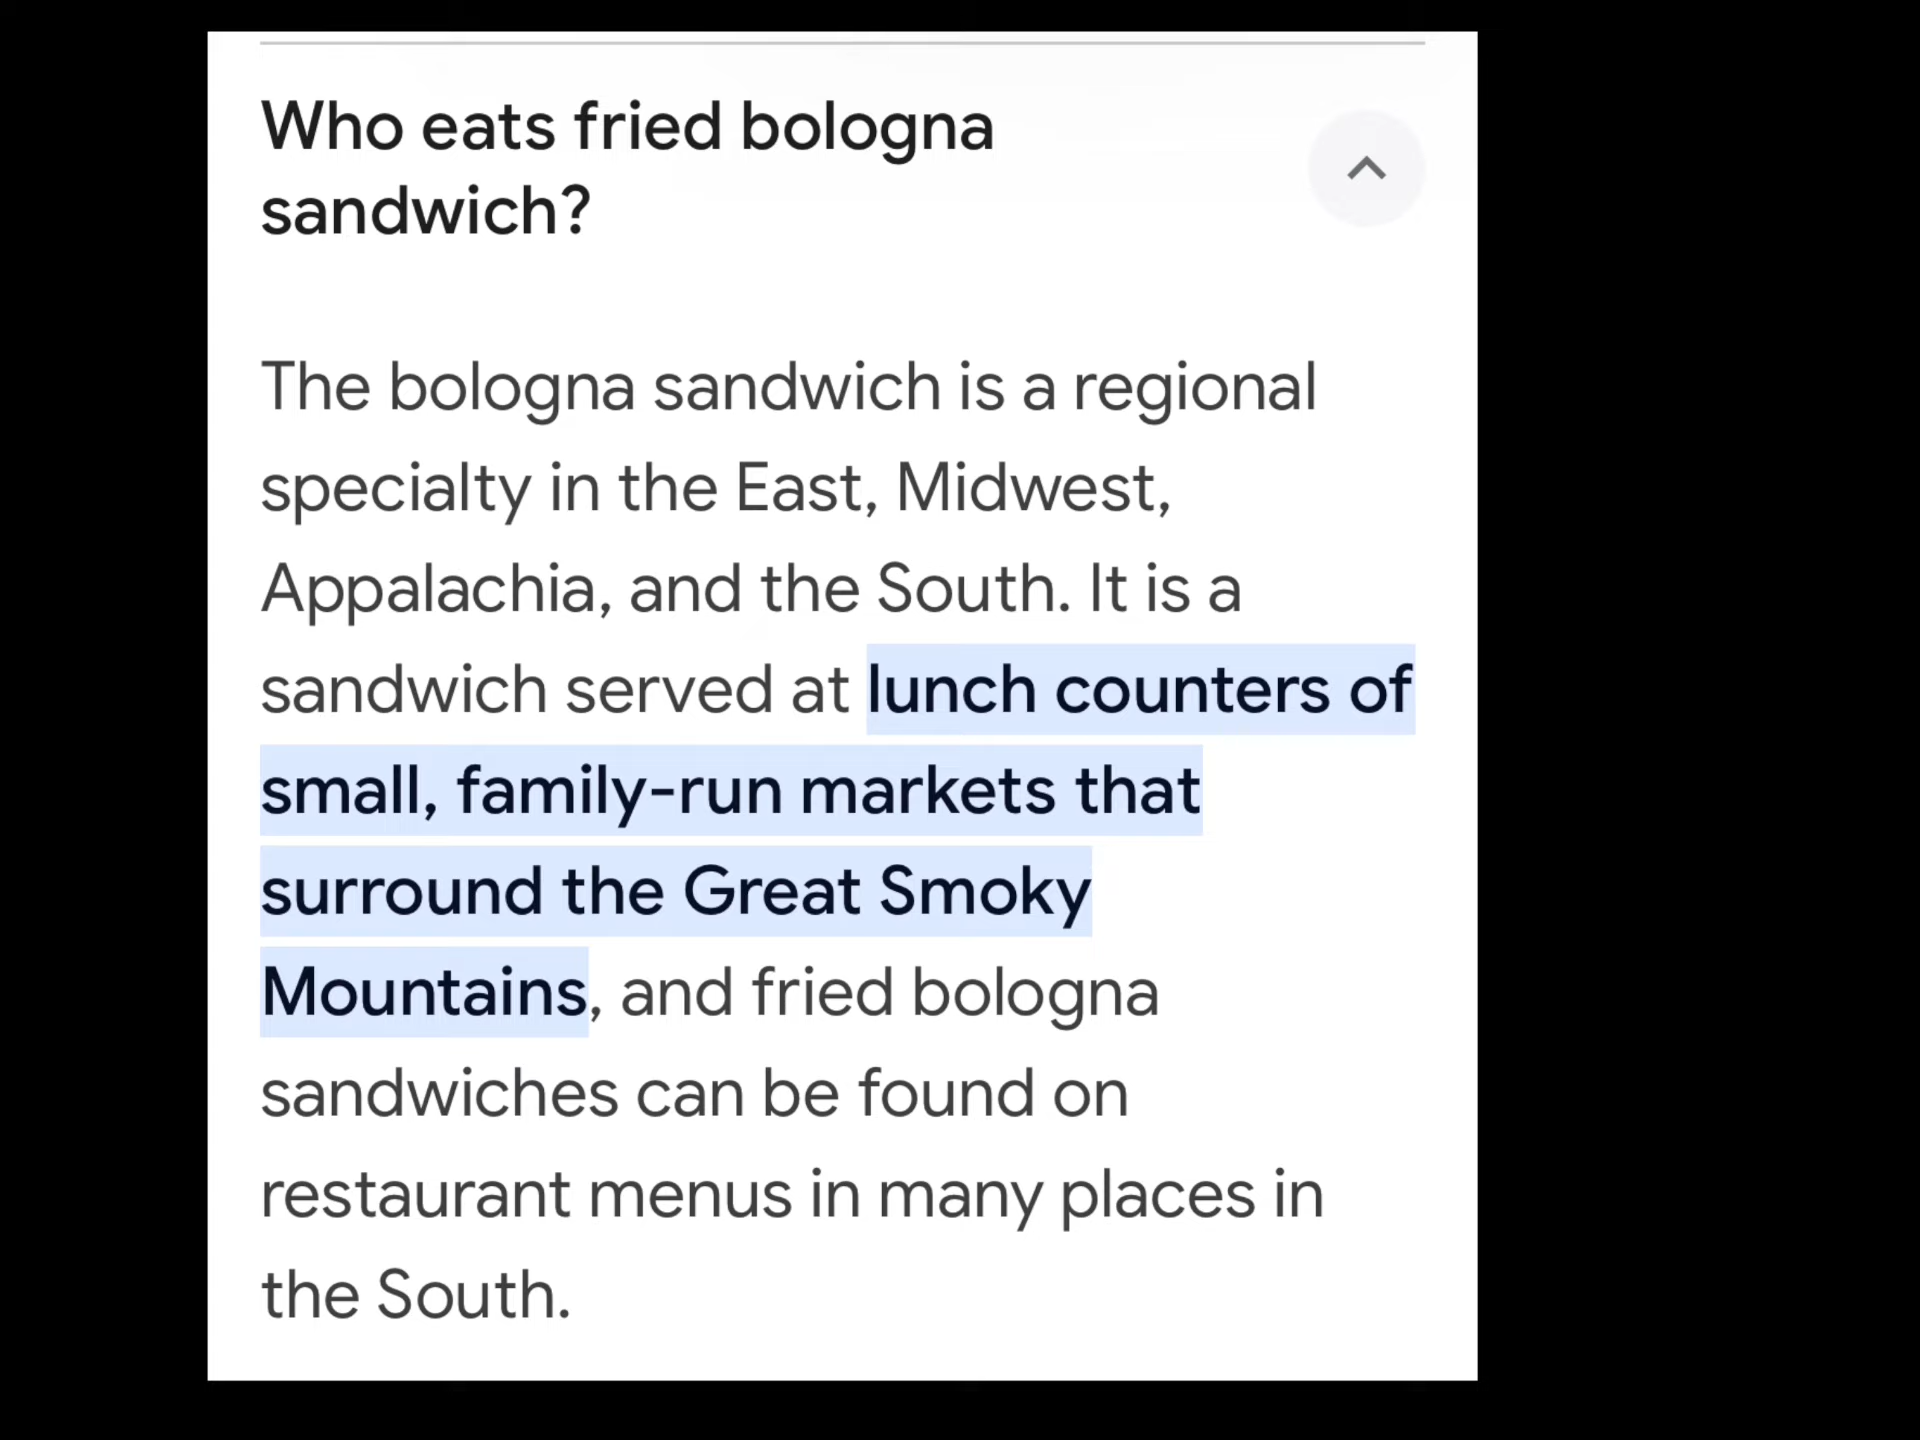 Who eats fried bologna
sandwich?
The bologna sandwich is a regional
specialty in the East, Midwest,
Appalachia, and the South. It is a
sandwich served at lunch counters of
small, family-run markets that
surround the Great Smoky
Mountains, and fried bologna
sandwiches can be found on
restaurant menus in many places in
the South.